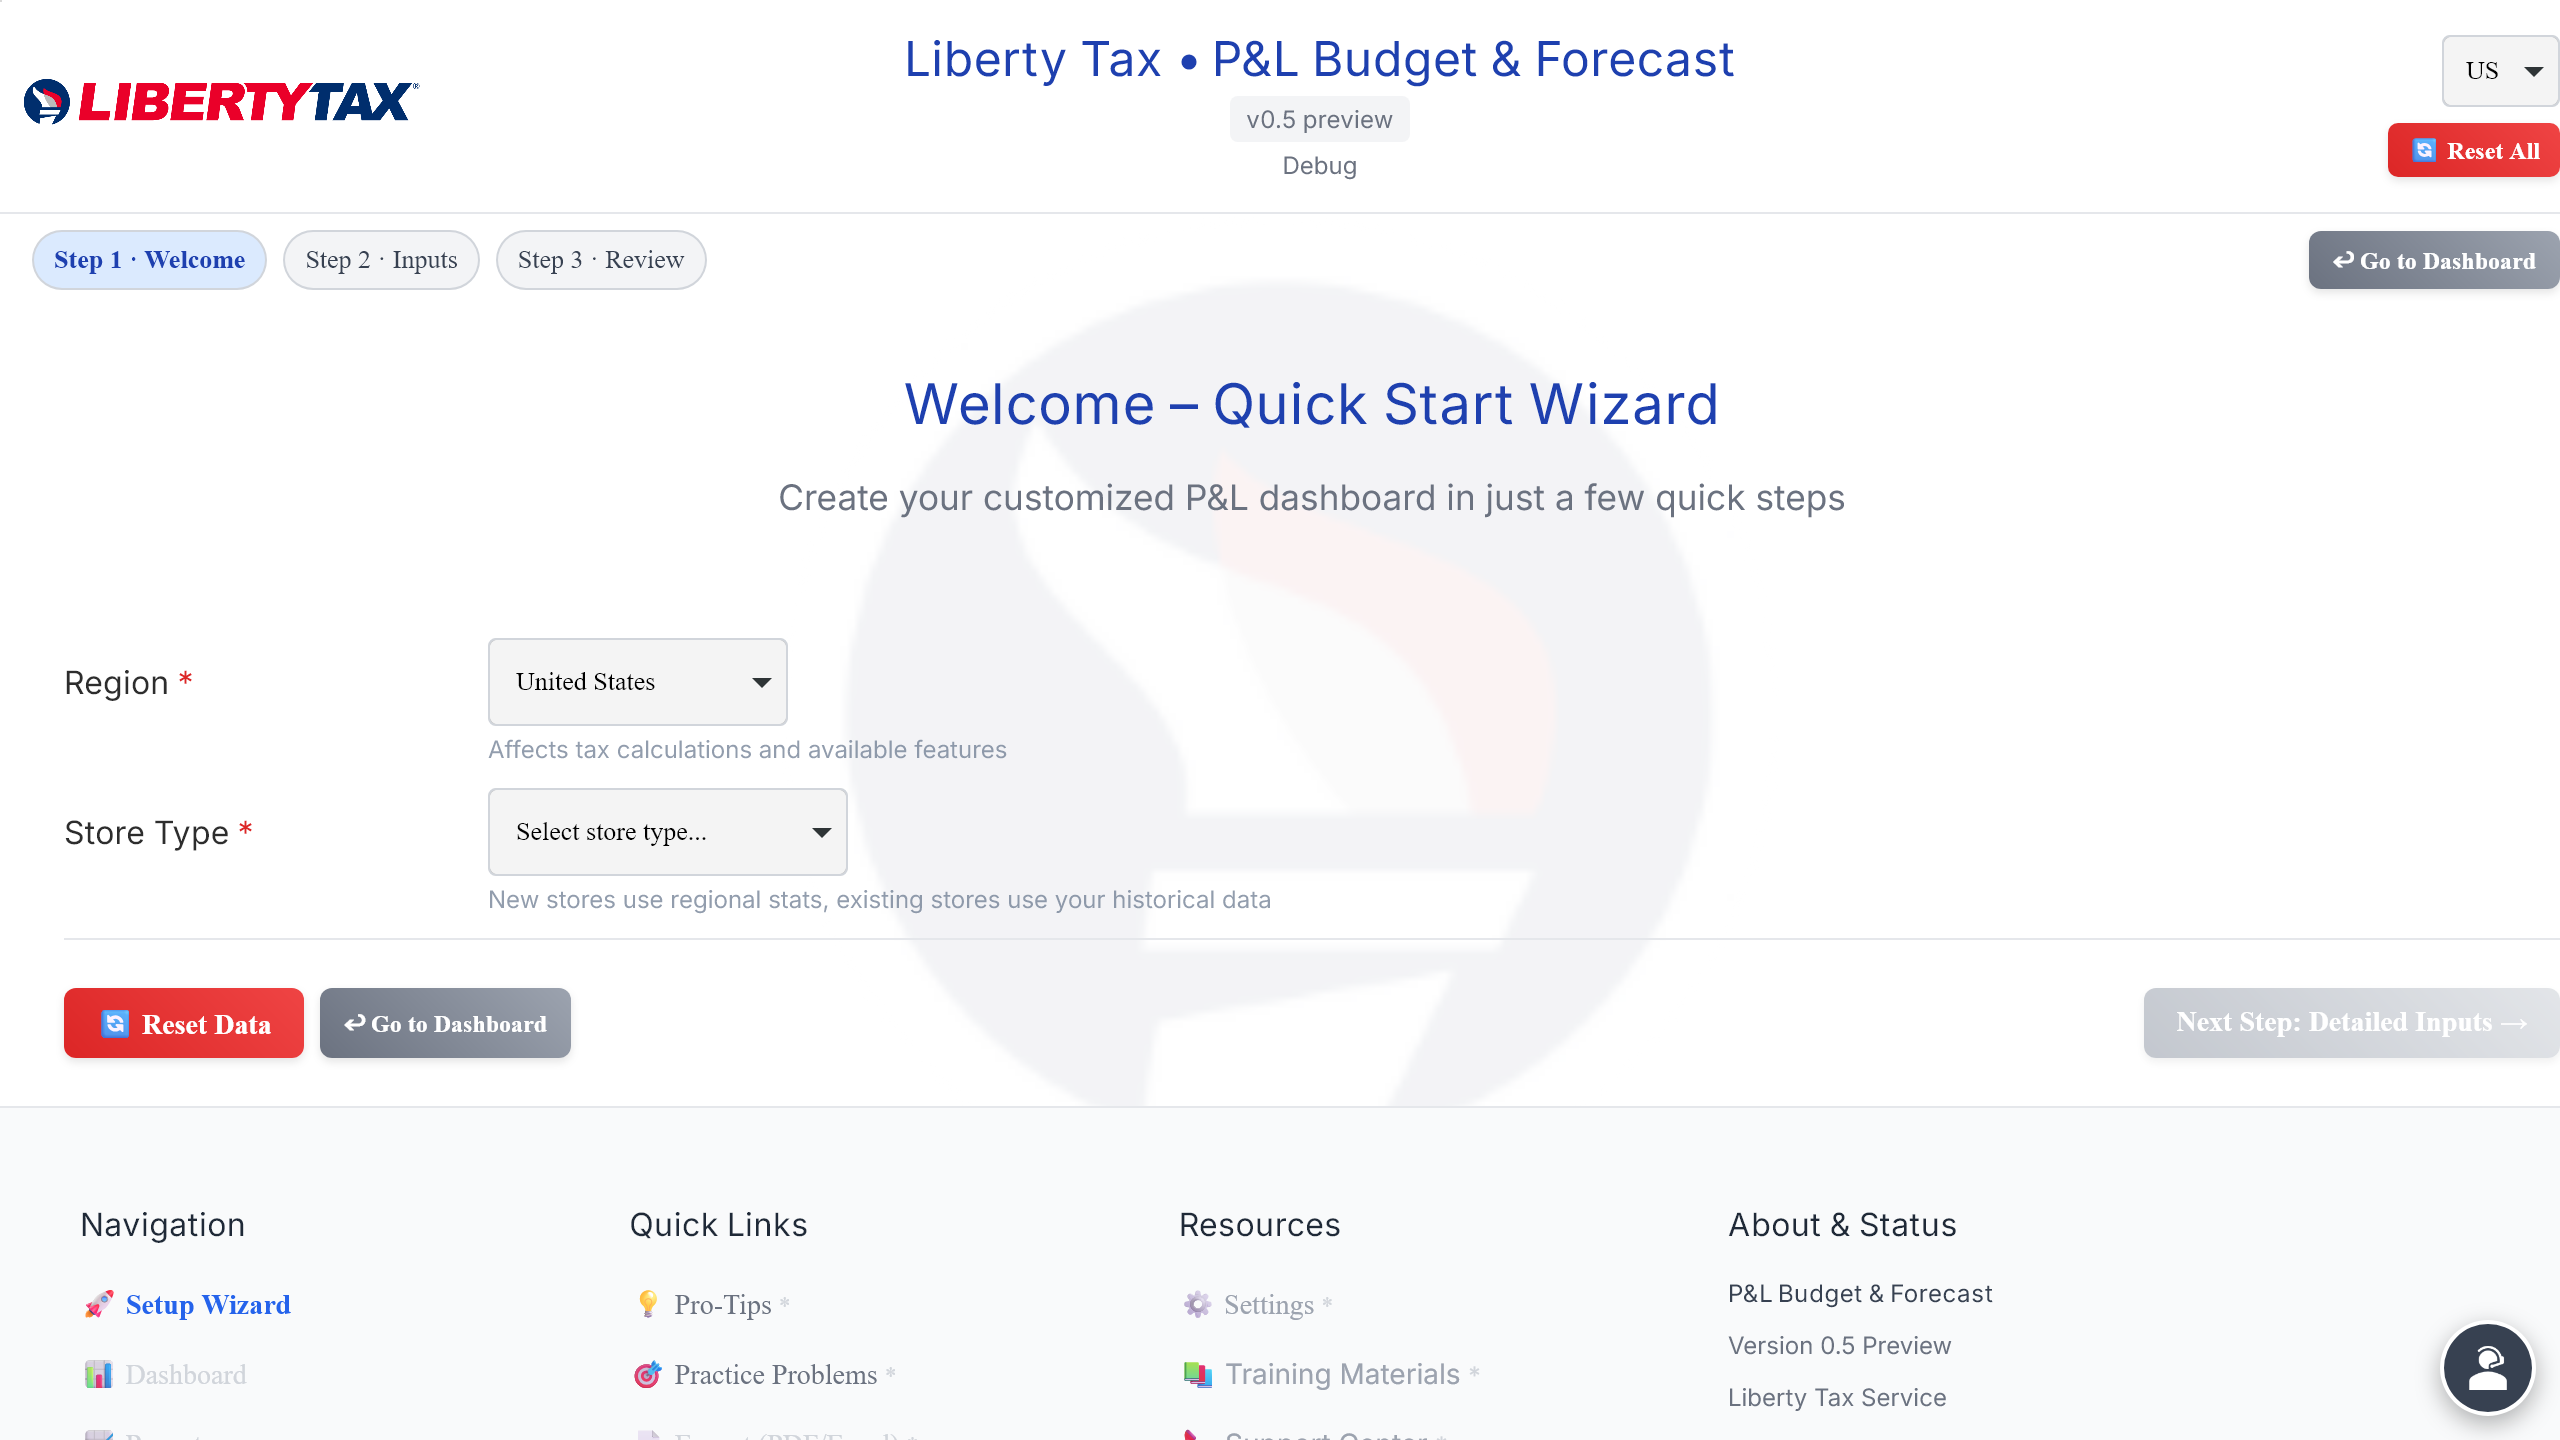 LIBERTYTAX®
Liberty Tax • P&L Budget & Forecast
v0.5 preview
Debug
US
Reset All
Step 1 · Welcome
Step 2 · Inputs
Step 3 · Review
↩ Go to Dashboard
Welcome – Quick Start Wizard
Create your customized P&L dashboard in just a few quick steps
Region *
United States
Affects tax calculations and available features
Store Type *
Select store type...
New stores use regional stats, existing stores use your historical data
Reset Data
↩ Go to Dashboard
Next Step: Detailed Inputs →
Navigation
Setup Wizard
Dashboard
Quick Links
Pro-Tips *
Practice Problems *
Export (PDF/Excel) *
Resources
Settings *
Training Materials *
Support Center *
About & Status
P&L Budget & Forecast
Version 0.5 Preview
Liberty Tax Service